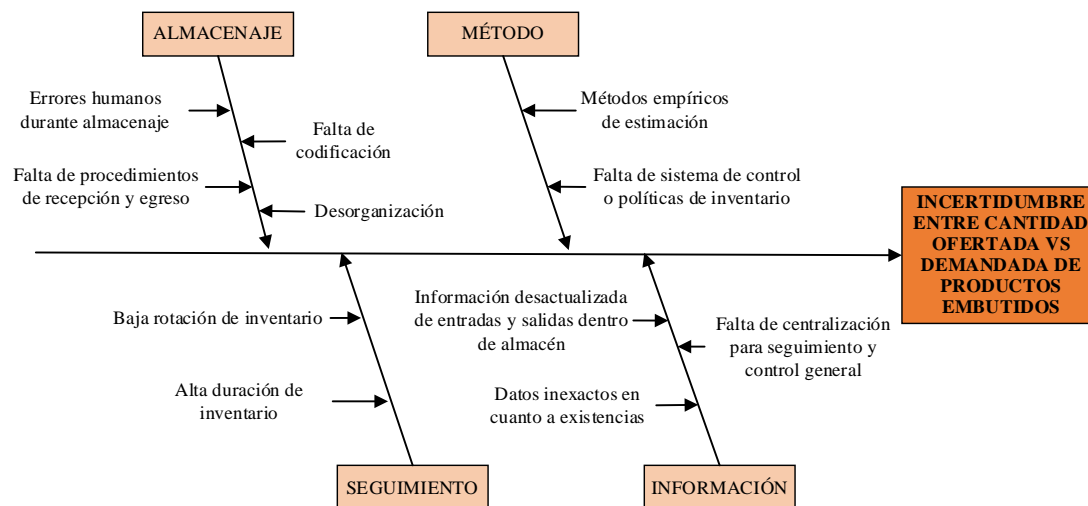 ALMACENAJE
MÉTODO
Errores humanos
durante almacenaje
Falta de
codificación
Falta de procedimientos
de recepción y egreso
Desorganización
Métodos empíricos
de estimación
Falta de sistema de control
o políticas de inventario
INCERTIDUMBRE
ENTRE CANTIDAD
OFERTADA VS
DEMANDADA DE
PRODUCTOS
EMBUTIDOS
Baja rotación de inventario
Alta duración de
inventario
Información desactualizada
de entradas y salidas dentro
de almacén
Falta de centralización
para seguimiento y
control general
Datos inexactos en
cuanto a existencias
SEGUIMIENTO
INFORMACIÓN